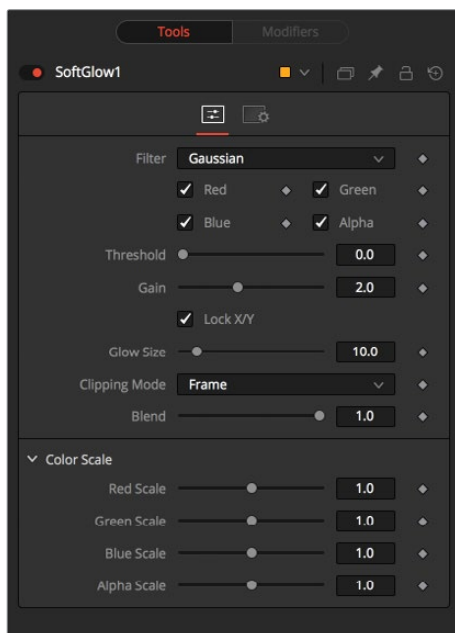 Tools Modifiers
SoftGlow1
Filter Gaussian
Red Green
Blue Alpha
Threshold 0.0
Gain 2.0
Lock X/Y
Glow Size 10.0
Clipping Mode Frame
Blend 1.0
Color Scale
Red Scale 1.0
Green Scale 1.0
Blue Scale 1.0
Alpha Scale 1.0